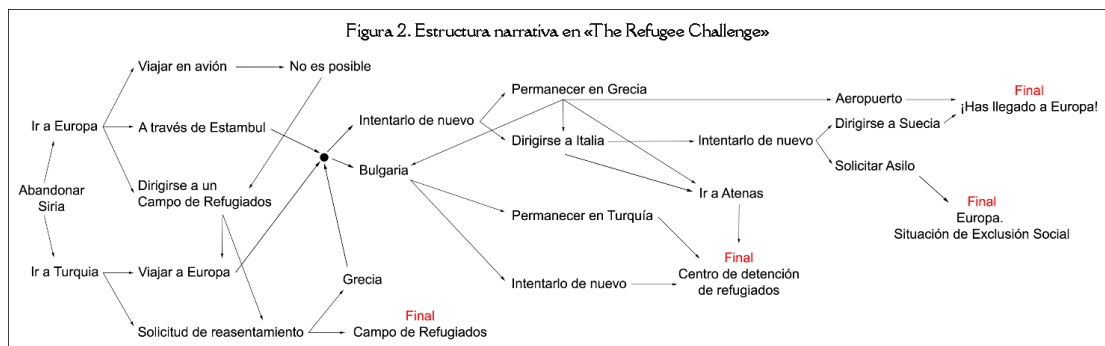 Figura 2. Estructura narrativa en «The Refugee Challenge»
Viajar en avión
No es posible
Ir a Europa
A través de Estambul
Dirigirse a un
Campo de Refugiados
Abandonar
Siria
Ir a Turquia
Viajar a Europa
Solicitud de reasentamiento
Grecia
Final
Campo de Refugiados
Intentarlo de nuevo
Bulgaria
Permanecer en Grecia
Dirigirse a Italia
Permanecer en Turquía
Intentarlo de nuevo
Intentarlo de nuevo
Ir a Atenas
Final
Centro de detención
de refugiados
Aeropuerto
Dirigirse a Suecia
Solicitar Asilo
Final
¡Has llegado a Europa!
Final
Europa.
Situación de Exclusión Social